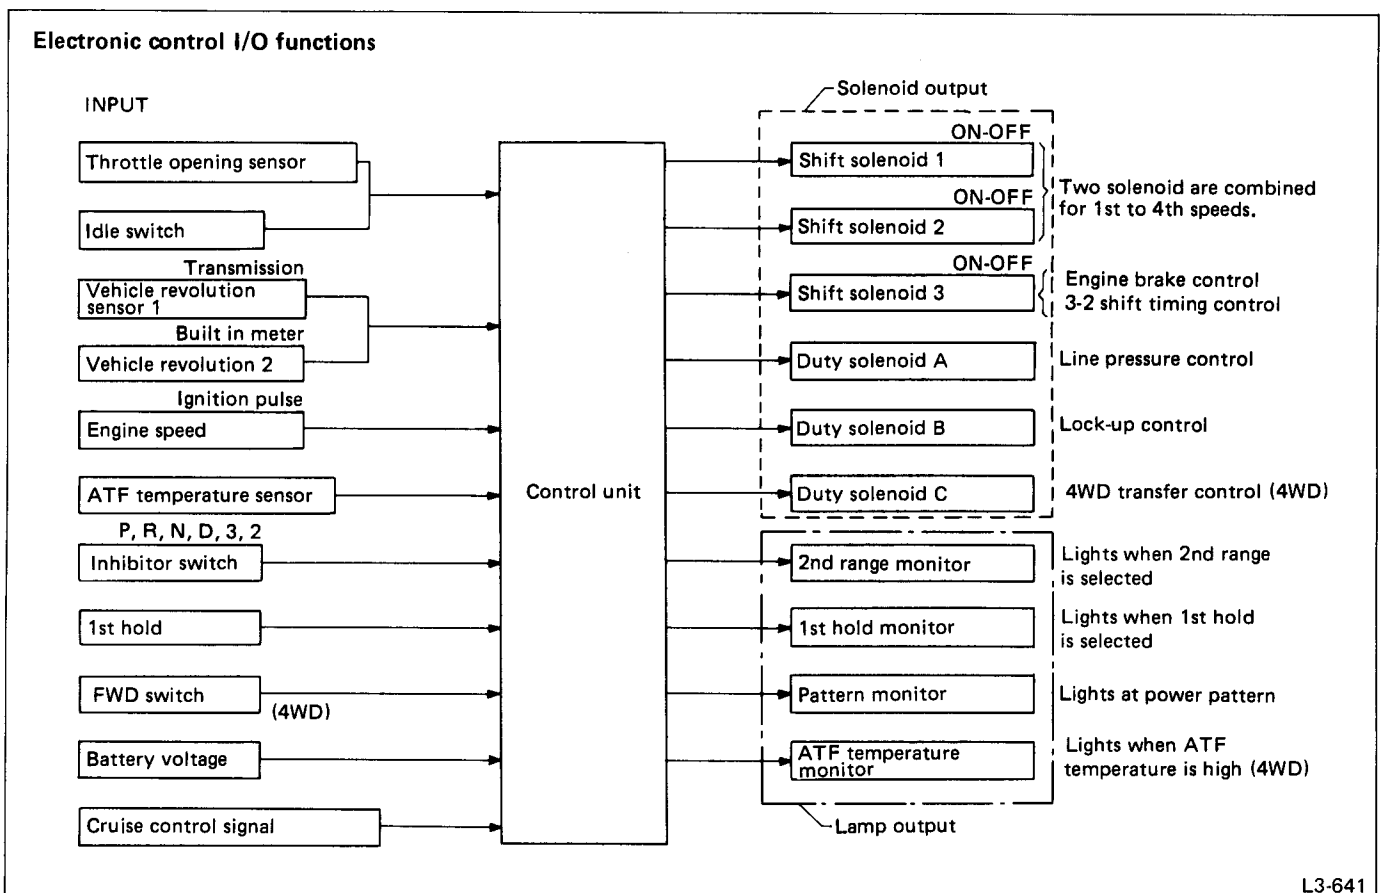 Electronic control I/O functions
INPUT
Throttle opening sensor
Idle switch
Transmission
Vehicle revolution
sensor 1
Built in meter
Vehicle revolution 2
Ignition pulse
Engine speed
ATF temperature sensor
P, R, N, D, 3, 2
Inhibitor switch
1st hold
FWD switch
(4WD)
Battery voltage
Cruise control signal
Control unit
Solenoid output
ON-OFF
Shift solenoid 1
ON-OFF
Shift solenoid 2
Two solenoid are combined
for 1st to 4th speeds.
ON-OFF
Shift solenoid 3
Engine brake control
3-2 shift timing control
Duty solenoid A
Line pressure control
Duty solenoid B
Lock-up control
Duty solenoid C
4WD transfer control (4WD)
2nd range monitor
Lights when 2nd range
is selected
1st hold monitor
Lights when 1st hold
is selected
Pattern monitor
Lights at power pattern
ATF temperature
monitor
Lights when ATF
temperature is high (4WD)
Lamp output
L3-641